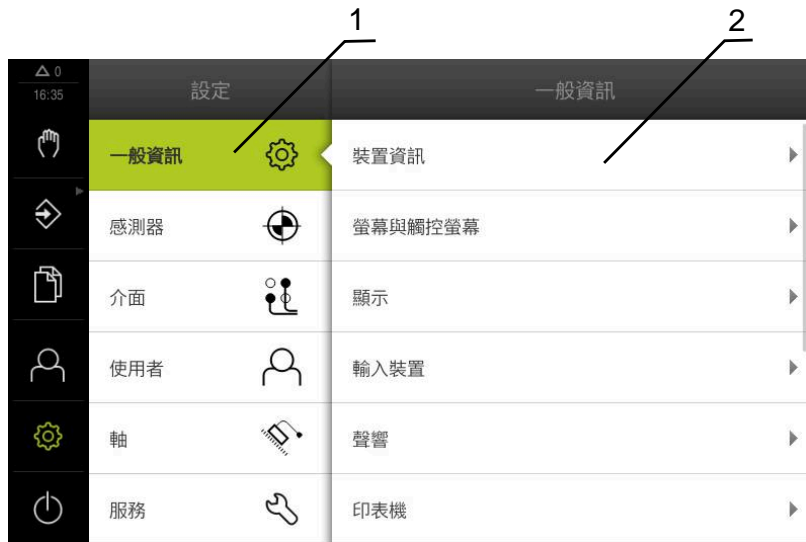 1
2
0
16:35
設定
一般資訊
一般資訊
裝置資訊
感測器
螢幕與觸控螢幕
介面
顯示
使用者
輸入裝置
軸
聲響
服務
印表機